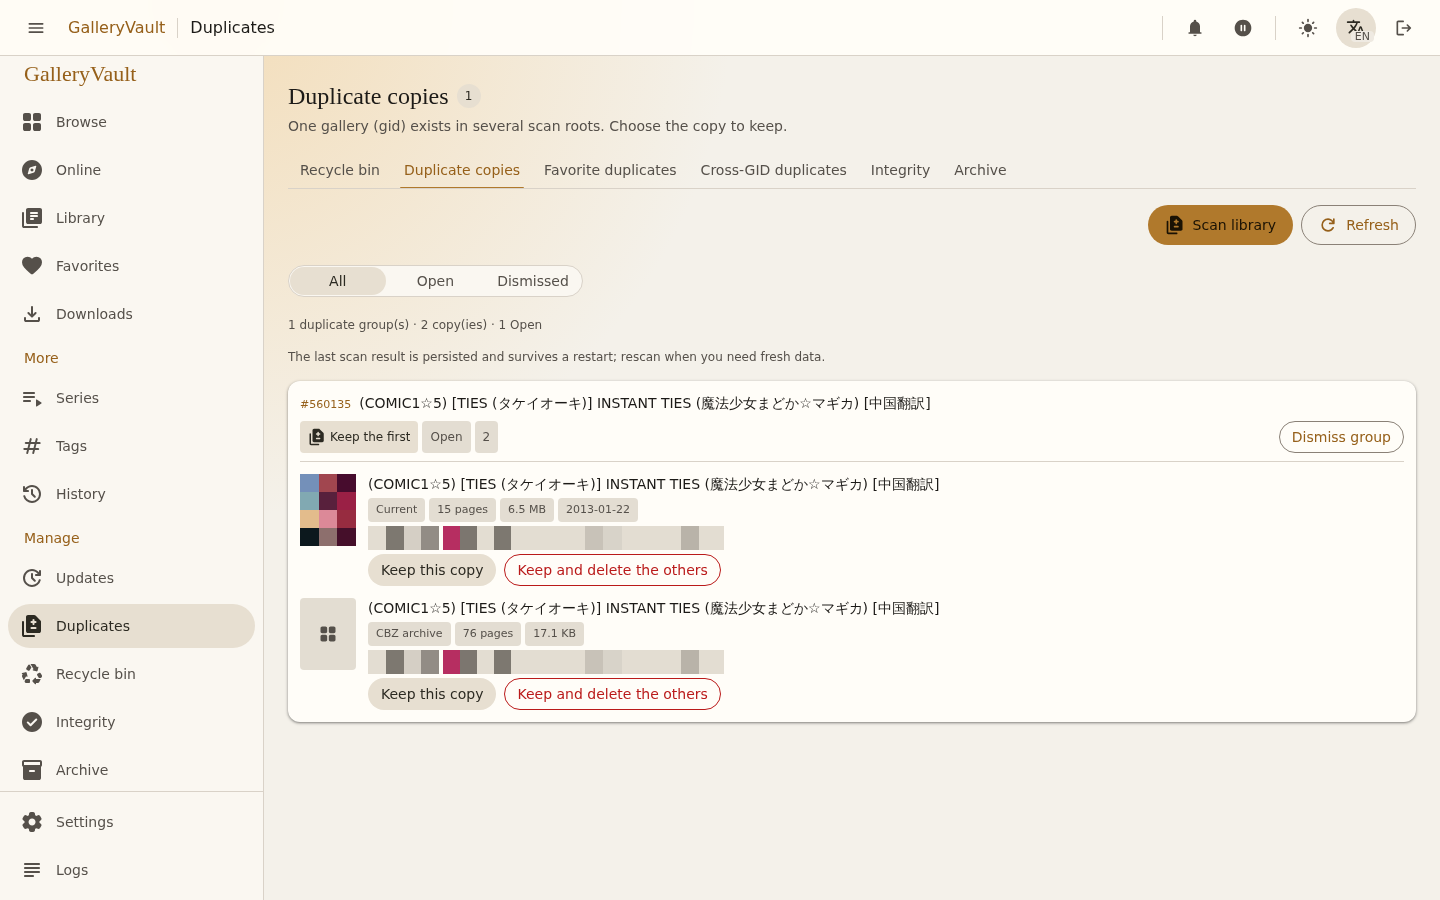 GalleryVault
Duplicates
EN
GalleryVault
Browse
Online
Library
Favorites
Downloads
More
Series
Tags
History
Manage
Updates
Duplicates
Recycle bin
Integrity
Archive
Settings
Logs
Duplicate copies 1
One gallery (gid) exists in several scan roots. Choose the copy to keep.
Recycle bin Duplicate copies Favorite duplicates Cross-GID duplicates Integrity Archive
Scan library Refresh
All Open Dismissed
1 duplicate group(s) · 2 copy(ies) · 1 Open
The last scan result is persisted and survives a restart; rescan when you need fresh data.
#560135 (COMIC1☆5) [TIES (タケイオーキ)] INSTANT TIES (魔法少女まどか☆マギカ) [中国翻訳]
Keep the first Open 2 Dismiss group
(COMIC1☆5) [TIES (タケイオーキ)] INSTANT TIES (魔法少女まどか☆マギカ) [中国翻訳]
Current 15 pages 6.5 MB 2013-01-22
Keep this copy Keep and delete the others
(COMIC1☆5) [TIES (タケイオーキ)] INSTANT TIES (魔法少女まどか☆マギカ) [中国翻訳]
CBZ archive 76 pages 17.1 KB
Keep this copy Keep and delete the others